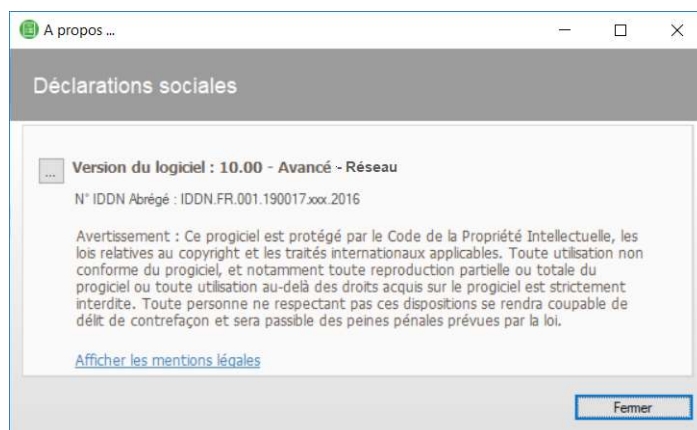 A propos ...
Déclarations sociales
...
Version du logiciel : 10.00 - Avancé - Réseau
N° IDDN Abrégé : IDDN.FR.001.190017.xxx.2016
Avertissement : Ce progiciel est protégé par le Code de la Propriété Intellectuelle, les
lois relatives au copyright et les traités internationaux applicables. Toute utilisation non
conforme du progiciel, et notamment toute reproduction partielle ou totale du
progiciel ou toute utilisation au-delà des droits acquis sur le progiciel est strictement
interdite. Toute personne ne respectant pas ces dispositions se rendra coupable de
délit de contrefaçon et sera passible des peines pénales prévues par la loi.
Afficher les mentions légales
Fermer